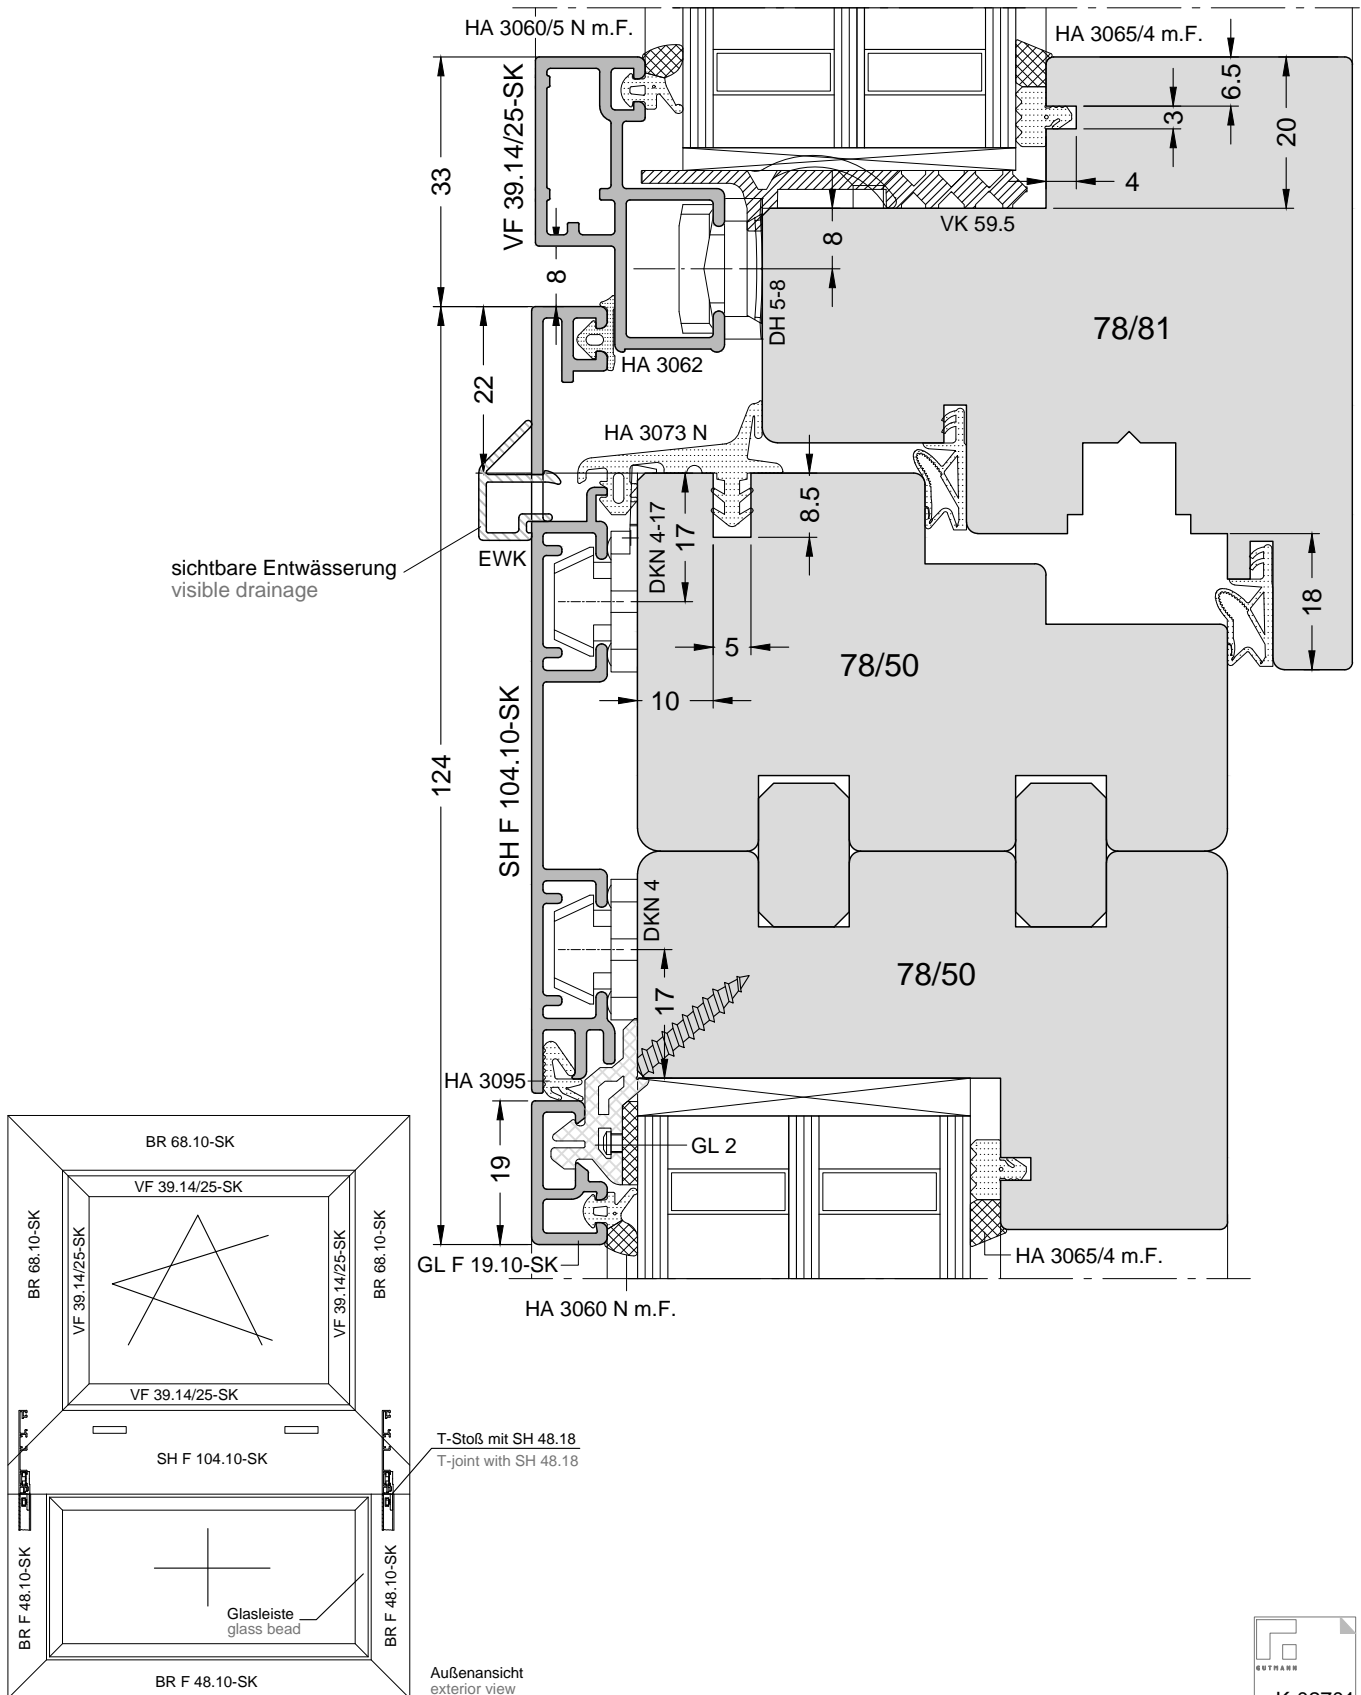 HA 3060/5 N m.F.
HA 3065/4 m.F.
VF 39.14/25-SK
33
8
6.5
3
20
4
VK 59.5
8
DH 5-8
78/81
HA 3062
22
HA 3073 N
8.5
DKN 4-17
17
EWK
sichtbare Entwässerung
visible drainage
18
5
78/50
10
124
SH F 104.10-SK
DKN 4
78/50
17
HA 3095
19
GL 2
GL F 19.10-SK
HA 3065/4 m.F.
HA 3060 N m.F.
BR 68.10-SK
VF 39.14/25-SK
BR 68.10-SK
VF 39.14/25-SK
VF 39.14/25-SK
BR 68.10-SK
VF 39.14/25-SK
SH F 104.10-SK
T-Stoß mit SH 48.18
T-joint with SH 48.18
BR F 48.10-SK
BR F 48.10-SK
Glasleiste
glass bead
BR F 48.10-SK
Außenansicht
exterior view
GUTMANN